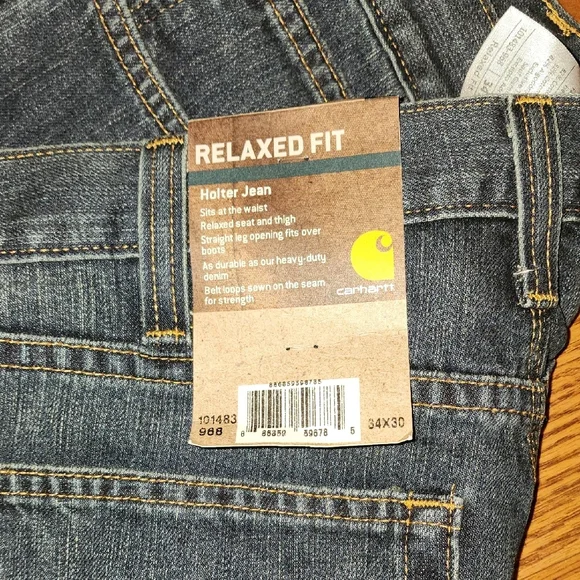 RELAXED FIT
Holter Jean
Sits at the waist
Relaxed seat and thigh
Straight leg opening fits over
boots
As durable as our heavy-duty
denim
Belt loops sewn on the seam
for strength
carhartt
101483
968
34X30